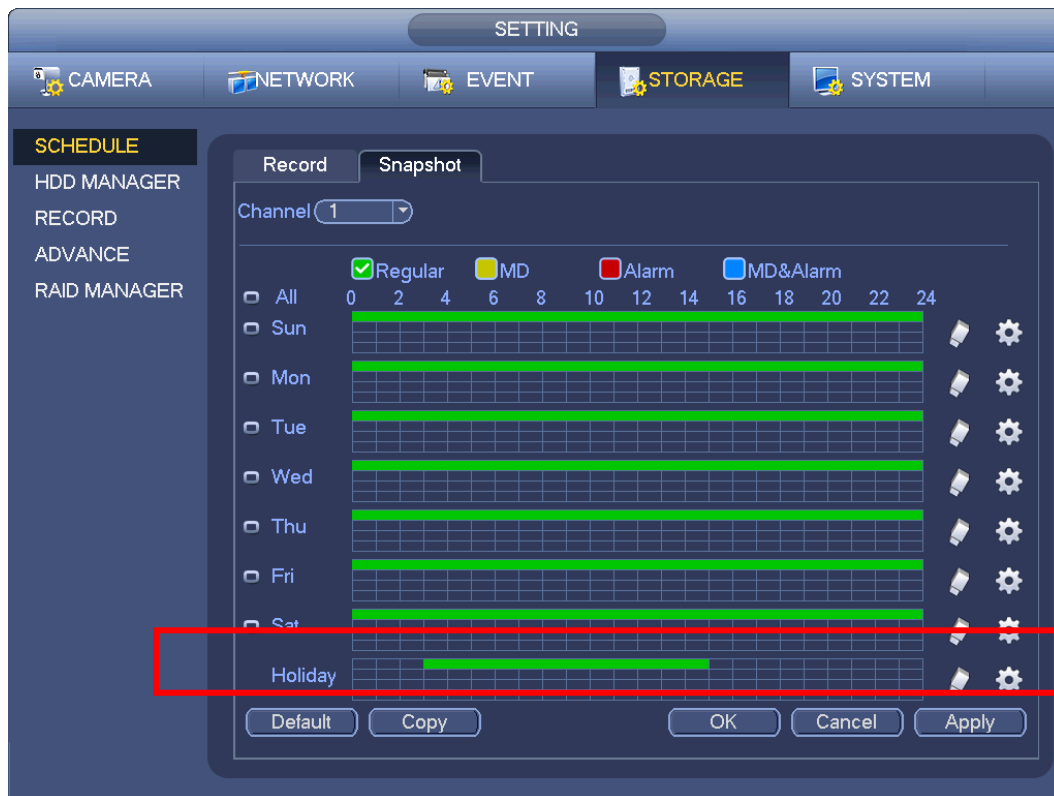 SETTING
CAMERA NETWORK EVENT STORAGE SYSTEM
SCHEDULE
HDD MANAGER
RECORD
ADVANCE
RAID MANAGER
Record Snapshot
Channel 1
Regular MD Alarm MD&Alarm
All 0 2 4 6 8 10 12 14 16 18 20 22 24
Sun
Mon
Tue
Wed
Thu
Fri
Sat
Holiday
Default Copy OK Cancel Apply